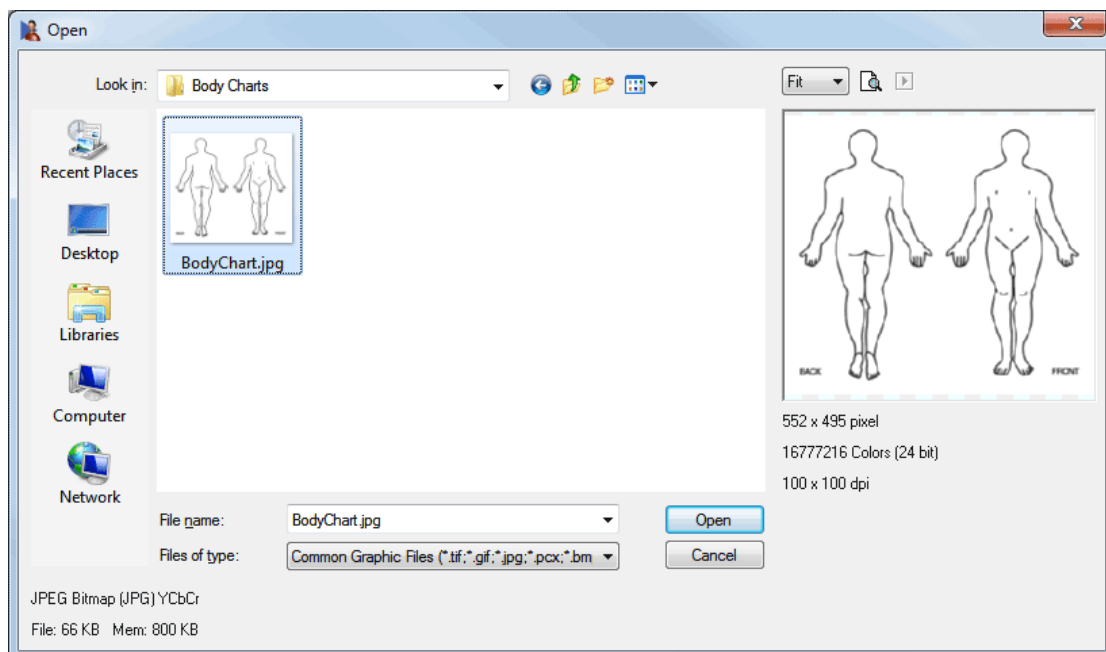 Open
Look in:
Body Charts
Fit
Recent Places
Desktop
Libraries
Computer
Network
BodyChart.jpg
BACK
FRONT
552 x 495 pixel
16777216 Colors (24 bit)
100 x 100 dpi
File name:
BodyChart.jpg
Open
Files of type:
Common Graphic Files (*.tif;*.gif;*.jpg;*.pcx;*.bm
Cancel
JPEG Bitmap (JPG) YCbCr
File: 66 KB Mem: 800 KB